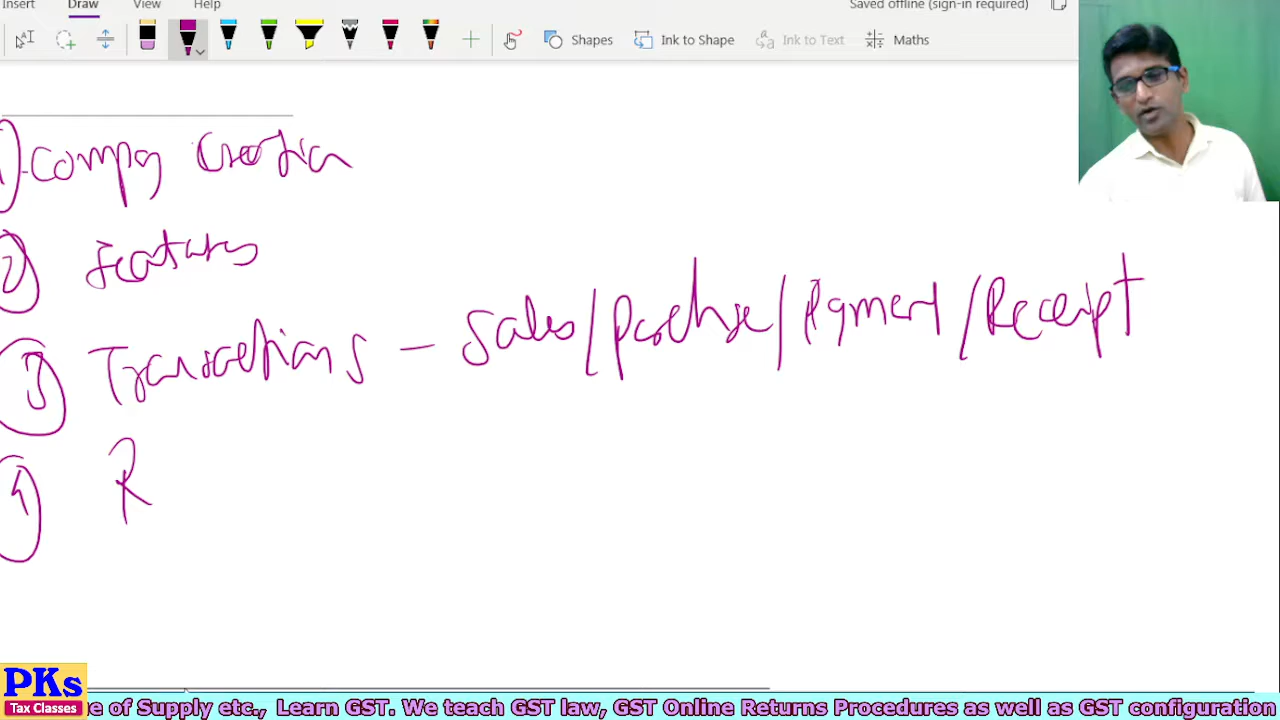 Insert Draw View Help Saved offline (sign-in required)
Shapes Ink to Shape Ink to Text Maths
1 Company Creation
2 Features
3 Transactions - Sales/Purchase/Payment/Receipt
4 R
PKs
Tax Classes
e of Supply etc., Learn GST. We teach GST law, GST Online Returns Procedures as well as GST configuration